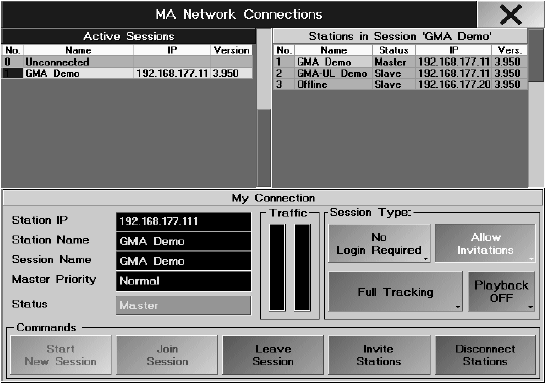 MA Network Connections
Active Sessions
No. Name IP Version
0 Unconnected
1 GMA Demo 192.168.177.11 3.950
Stations in Session 'GMA Demo'
No. Name Status IP Vers.
1 GMA Demo Master 192.168.177.11 3.950
2 GMA-UL Demo Slave 192.168.177.11 3.950
3 Offline Slave 192.166.177.20 3.950
My Connection
Station IP 192.168.177.111
Station Name GMA Demo
Session Name GMA Demo
Master Priority Normal
Status Master
Traffic
Session Type:
No
Login Required
Allow
Invitations
Full Tracking
Playback
OFF
Commands
Start
New Session
Join
Session
Leave
Session
Invite
Stations
Disconnect
Stations